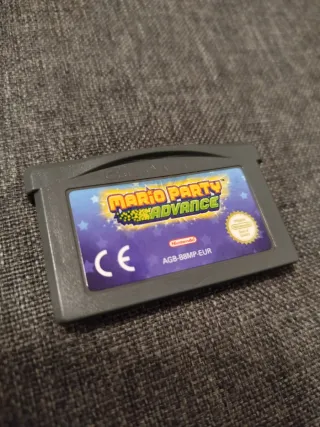 MARIO PARTY
ADVANCE
Nintendo
CE
AGB-B8MP-EUR